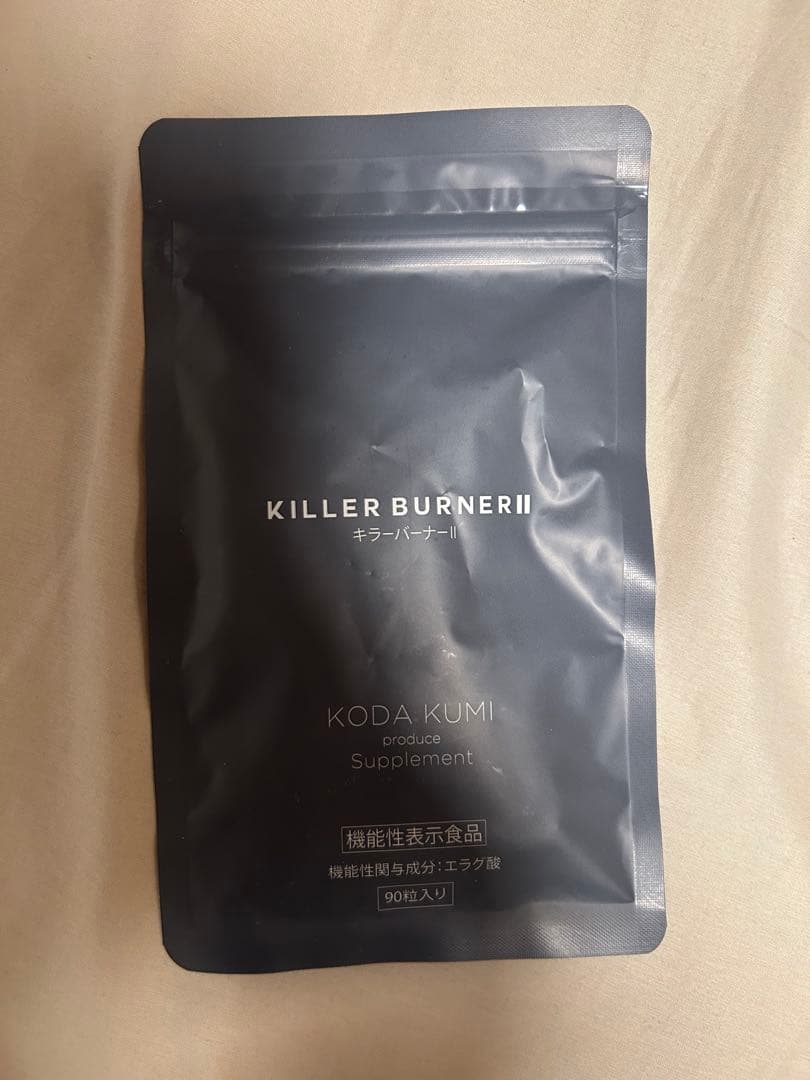 KILLER BURNERII
キラーバーナーII
KODA KUMI
produce
Supplement
機能性表示食品
機能性関与成分:エラグ酸
90粒入り